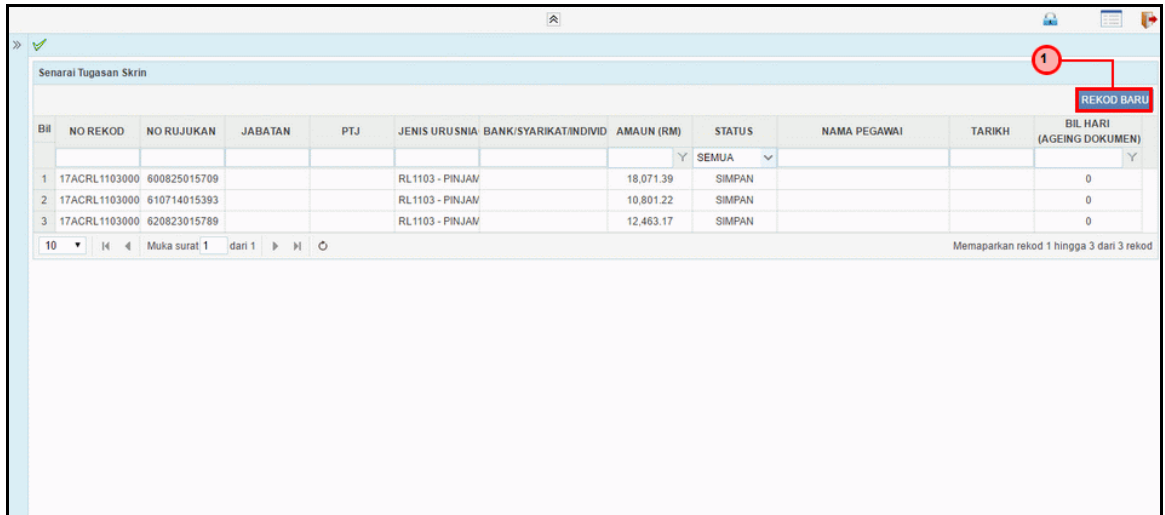 1
Senarai Tugasan Skrin
REKOD BARU
Bil NO REKOD NO RUJUKAN JABATAN PTJ JENIS URUSNIA BANK/SYARIKAT/INDIVID AMAUN (RM) STATUS NAMA PEGAWAI TARIKH BIL HARI (AGEING DOKUMEN)
SEMUA
1 17ACRL1103000 600825015709 RL1103 - PINJAM 18,071.39 SIMPAN 0
2 17ACRL1103000 610714015393 RL1103 - PINJAM 10,801.22 SIMPAN 0
3 17ACRL1103000 620823015789 RL1103 - PINJAM 12,463.17 SIMPAN 0
10 Muka surat 1 dari 1 Memaparkan rekod 1 hingga 3 dari 3 rekod